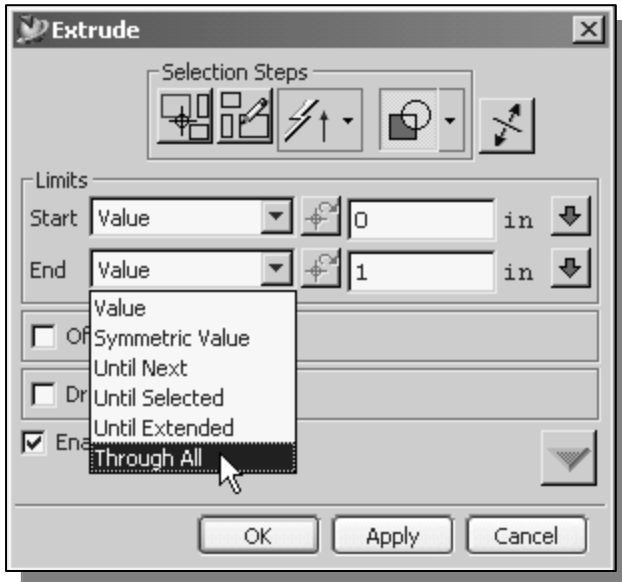 Extrude
Selection Steps
Limits
Start Value 0 in
End Value 1 in
Value
Of Symmetric Value
Until Next
Dr Until Selected
Until Extended
Ena Through All
OK Apply Cancel